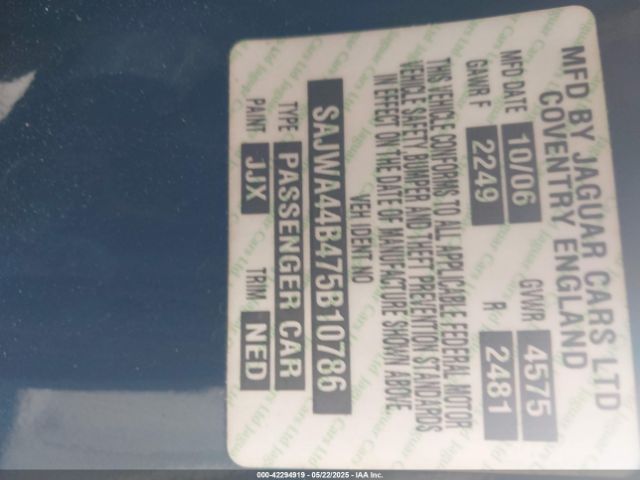 MFD BY JAGUAR CARS LTD
COVENTRY ENGLAND
MFD DATE 10/06 GVWR 4575
GAWR F 2249 R 2481
THIS VEHICLE CONFORMS TO ALL APPLICABLE FEDERAL MOTOR
VEHICLE SAFETY BUMPER AND THEFT PREVENTION STANDARDS
IN EFFECT ON THE DATE OF MANUFACTURE SHOWN ABOVE
VEH IDENT NO
SAJWA44B475B10786
TYPE PASSENGER CAR
PAINT JJX TRIM NED
000-42294919 - 05/22/2025 - IAA Inc.